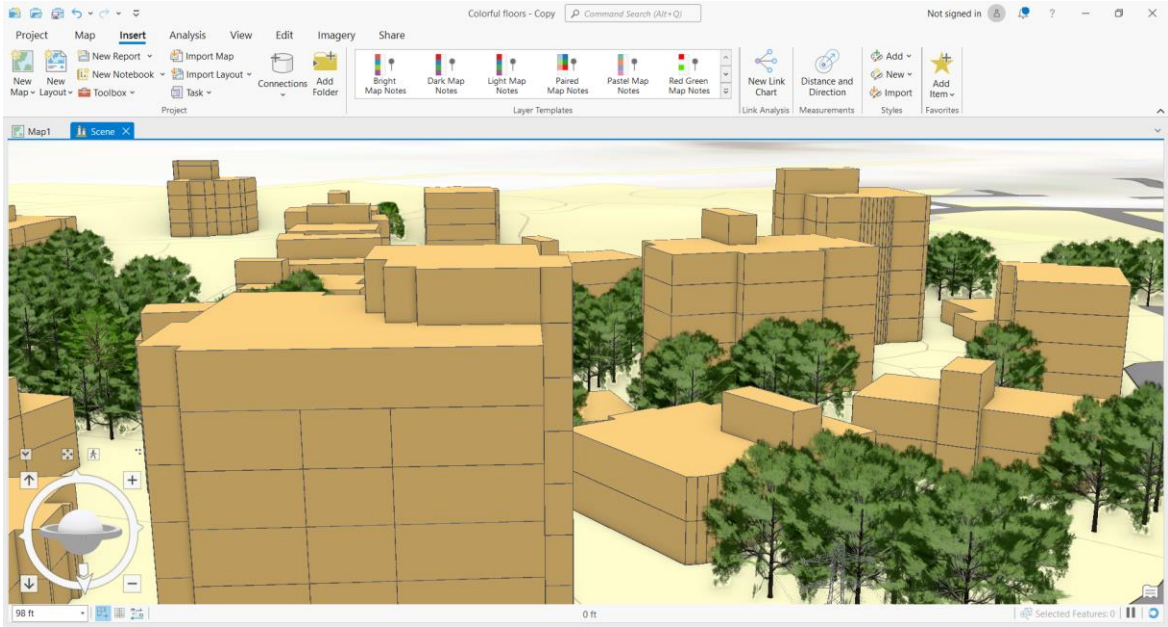 Colorful floors - Copy
Command Search (Alt+Q)
Not signed in
?
Project Map Insert Analysis View Edit Imagery Share
New Map
New Layout
New Report
New Notebook
Toolbox
Import Map
Import Layout
Task
Connections
Add Folder
Project
Bright Map Notes
Dark Map Notes
Light Map Notes
Paired Map Notes
Pastel Map Notes
Red Green Map Notes
Layer Templates
New Link Chart
Link Analysis
Distance and Direction
Measurements
Add
New
Import
Styles
Add Item
Favorites
Map1
Scene
98 ft
0 ft
Selected Features: 0